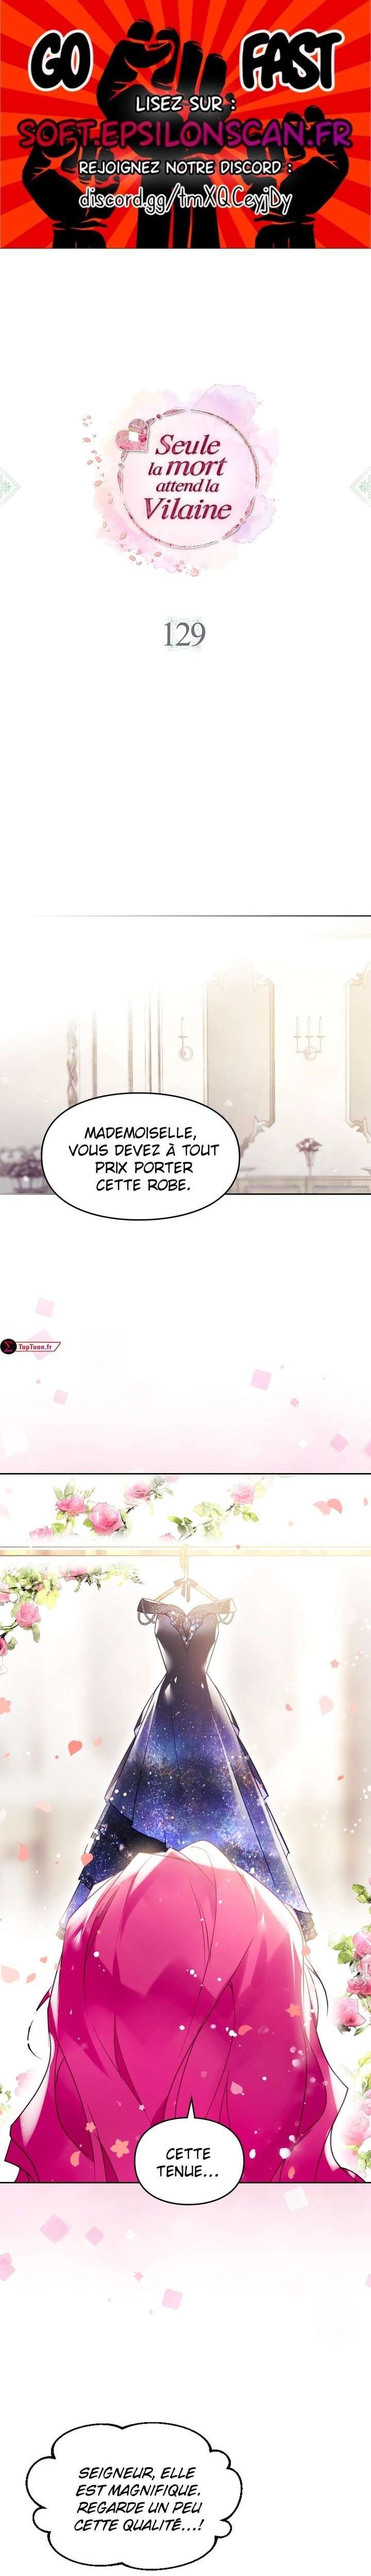 GO FAST
LISEZ SUR :
SOFT.EPSILONSCAN.FR
REJOIGNEZ NOTRE DISCORD :
discord.gg/tmXQCeyjDy
Seule
la mort
attend la
Vilaine
129
MADEMOISELLE,
VOUS DEVEZ À TOUT
PRIX PORTER
CETTE ROBE.
TopToon.fr
CETTE
TENUE...
SEIGNEUR, ELLE
EST MAGNIFIQUE.
REGARDE UN PEU
CETTE QUALITÉ...!